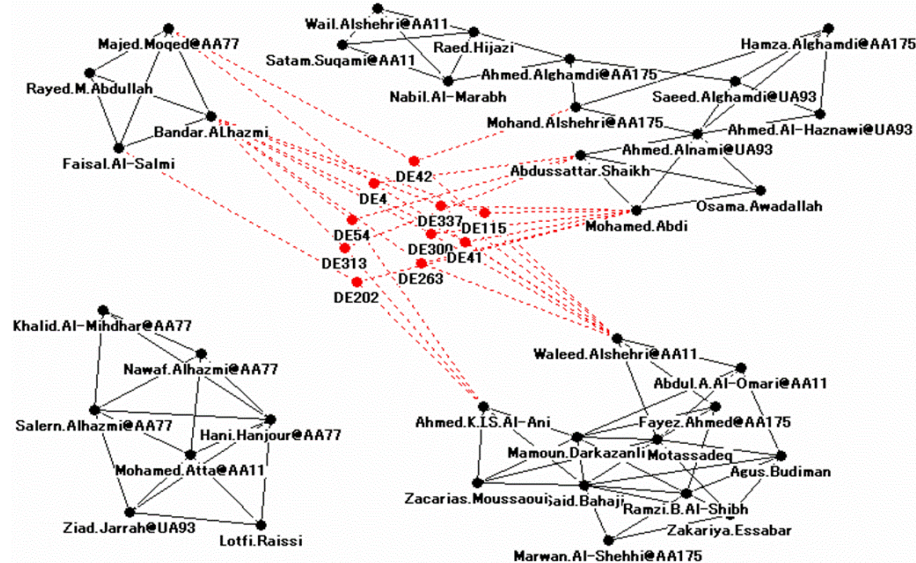 Wail.Alshehri@AA11
Majed.Moqed@AA77
Raed.Hijazi
Hamza.Alghamdi@AA175
Satam.Suqami@AA11
Ahmed.Alghamdi@AA175
Rayed.M.Abdullah
Nabil.Al-Marabh
Saeed.Alghamdi@UA93
Bandar.ALhazmi
Mohand.Alshehri@AA175
Ahmed.Al-Haznawi@UA93
Faisal.Al-Salmi
Ahmed.Alnami@UA93
Abdussattar.Shaikh
DE42
DE4
Osama.Awadallah
DE337
Mohamed.Abdi
DE115
DE54
DE300
DE41
DE313
DE263
DE202
Khalid.Al-Mihdhar@AA77
Waleed.Alshehri@AA11
Nawaf.Alhazmi@AA77
Abdul.A.Al-Omari@AA11
Salern.Alhazmi@AA77
Ahmed.K.I.S.Al-Ani
Fayez.Ahmed@AA175
Hani.Hanjour@AA77
Mamoun.Darkazanli
Motassadeq
Mohamed.Atta@AA11
Agus.Budiman
Zacarias.Moussaoui
Said.Bahaji
Ramzi.B.Al-Shibh
Ziad.Jarrah@UA93
Zakariya.Essabar
Lotfi.Raissi
Marwan.Al-Shehhi@AA175